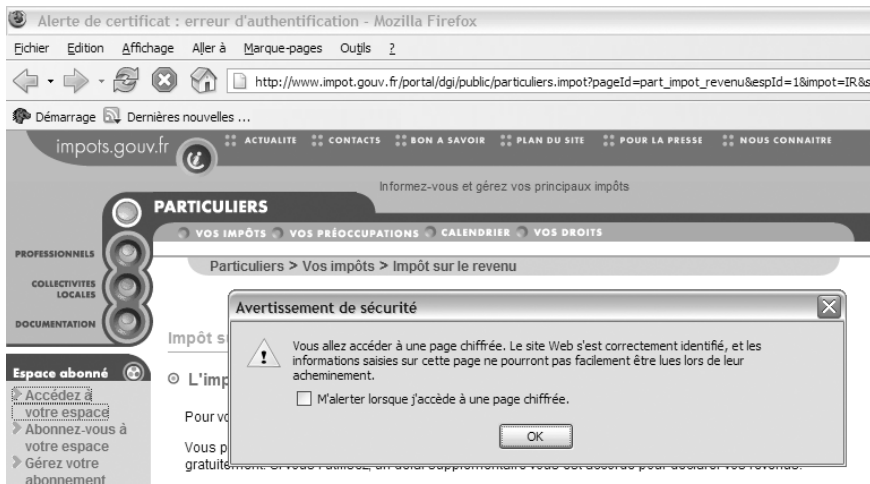 Alerte de certificat : erreur d'authentification - Mozilla Firefox
Fichier Edition Affichage Aller à Marque-pages Outils ?
http://www.impot.gouv.fr/portal/dgi/public/particuliers.impot?pageId=part_impot_revenu&espId=1&impot=IR&s
Démarrage Dernières nouvelles ...
impots.gouv.fr
ACTUALITE CONTACTS BON A SAVOIR PLAN DU SITE POUR LA PRESSE NOUS CONNAITRE
Informez-vous et gérez vos principaux impôts
PARTICULIERS
VOS IMPÔTS VOS PRÉOCCUPATIONS CALENDRIER VOS DROITS
PROFESSIONNELS
COLLECTIVITES
LOCALES
DOCUMENTATION
Particuliers > Vos impôts > Impôt sur le revenu
Avertissement de sécurité
Vous allez accéder à une page chiffrée. Le site Web s'est correctement identifié, et les
informations saisies sur cette page ne pourront pas facilement être lues lors de leur
acheminement.
M'alerter lorsque j'accède à une page chiffrée.
OK
Impôt s
L'imp
Pour vo
Vous p
Espace abonné
Accédez à
votre espace
Abonnez-vous à
votre espace
Gérez votre
abonnement